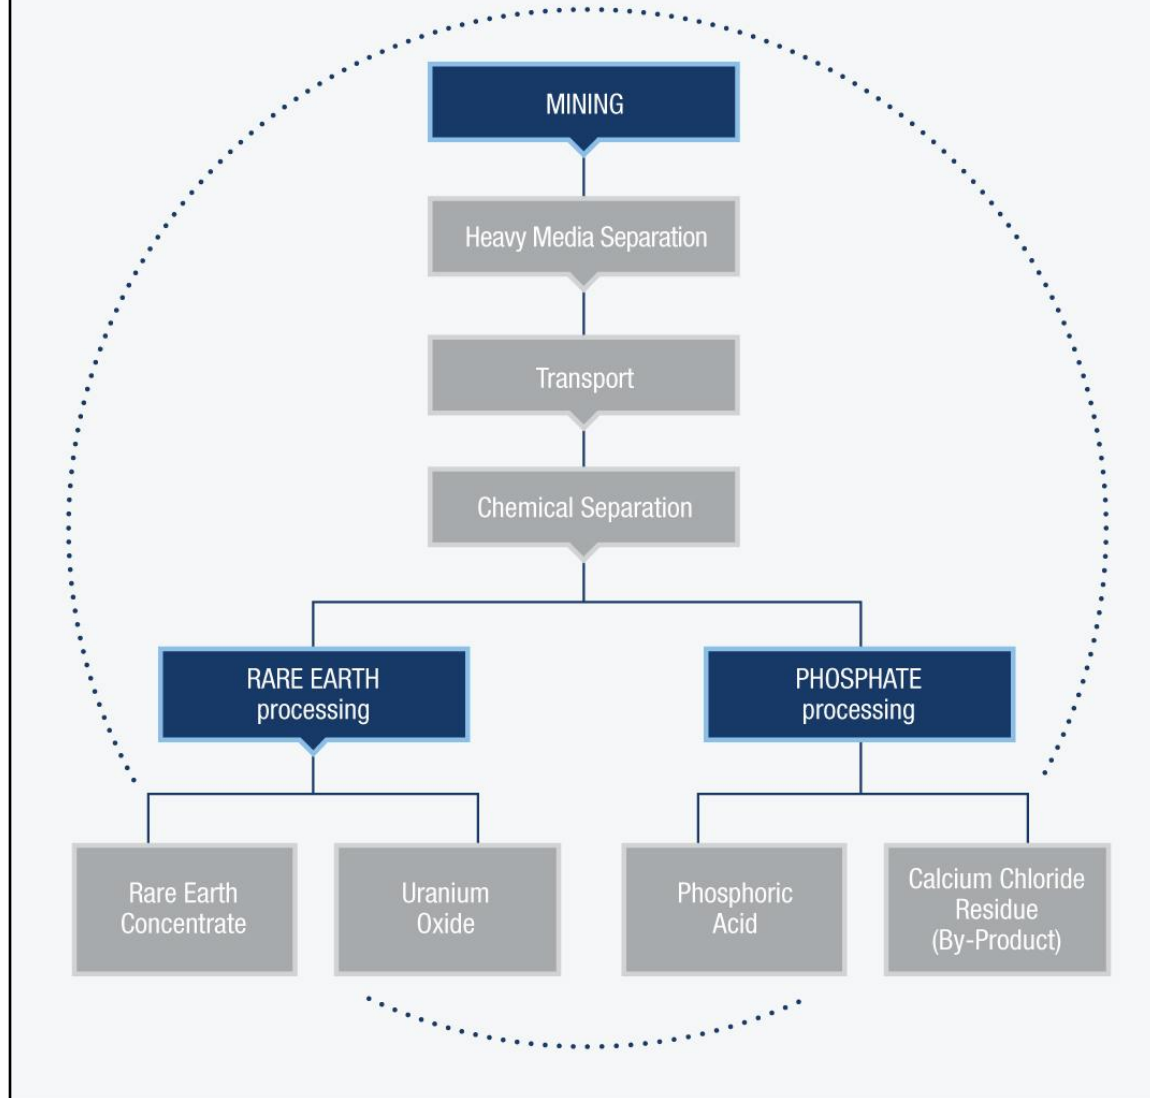 MINING
Heavy Media Separation
Transport
Chemical Separation
RARE EARTH
processing
PHOSPHATE
processing
Rare Earth
Concentrate
Uranium
Oxide
Phosphoric
Acid
Calcium Chloride
Residue
(By-Product)